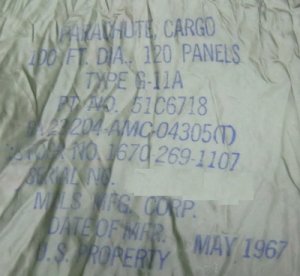 PARACHUTE, CARGO
100 FT. DIA., 120 PANELS
TYPE G-11A
PT. NO. 51C6718
22204-AMC-04305(T)
STOCK NO. 1670-269-1107
SERIAL NO.
MILLS MFG. CORP.
DATE OF MFR. MAY 1967
U.S. PROPERTY